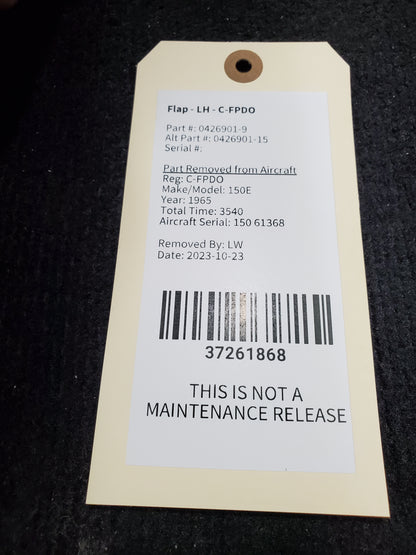 Flap - LH - C-FPDO
Part #: 0426901-9
Alt Part #: 0426901-15
Serial #:
Part Removed from Aircraft
Reg: C-FPDO
Make/Model: 150E
Year: 1965
Total Time: 3540
Aircraft Serial: 150 61368
Removed By: LW
Date: 2023-10-23
37261868
THIS IS NOT A
MAINTENANCE RELEASE